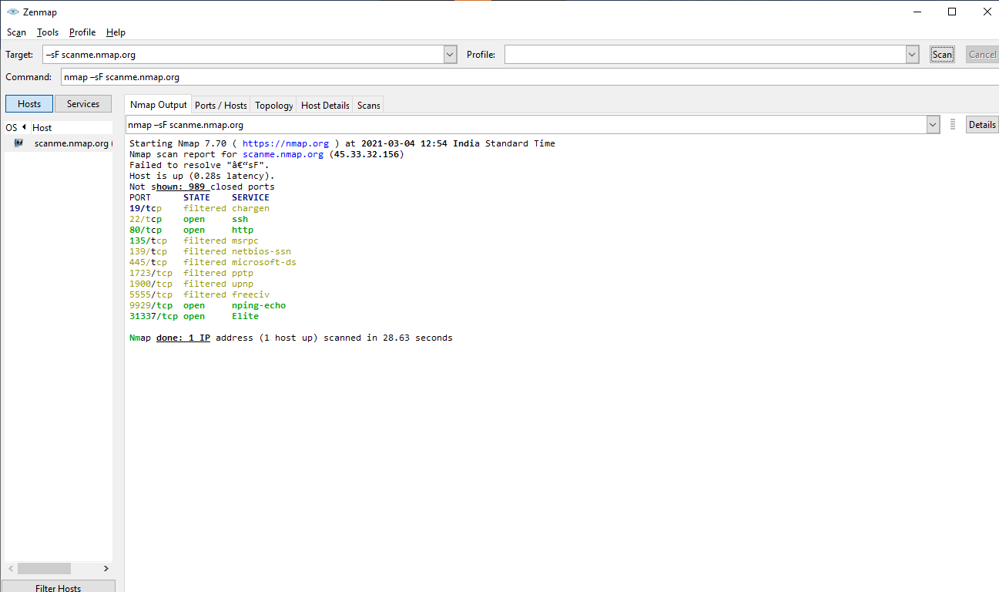 Zenmap
Scan Tools Profile Help
Target: –sF scanme.nmap.org Profile: Scan Cancel
Command: nmap –sF scanme.nmap.org
Hosts Services Nmap Output Ports / Hosts Topology Host Details Scans
nmap –sF scanme.nmap.org Details
OS Host
scanme.nmap.org (
Starting Nmap 7.70 ( https://nmap.org ) at 2021-03-04 12:54 India Standard Time
Nmap scan report for scanme.nmap.org (45.33.32.156)
Failed to resolve "â€“sF".
Host is up (0.28s latency).
Not shown: 989 closed ports
PORT STATE SERVICE
19/tcp filtered chargen
22/tcp open ssh
80/tcp open http
135/tcp filtered msrpc
139/tcp filtered netbios-ssn
445/tcp filtered microsoft-ds
1723/tcp filtered pptp
1900/tcp filtered upnp
5555/tcp filtered freeciv
9929/tcp open nping-echo
31337/tcp open Elite
Nmap done: 1 IP address (1 host up) scanned in 28.63 seconds
Filter Hosts